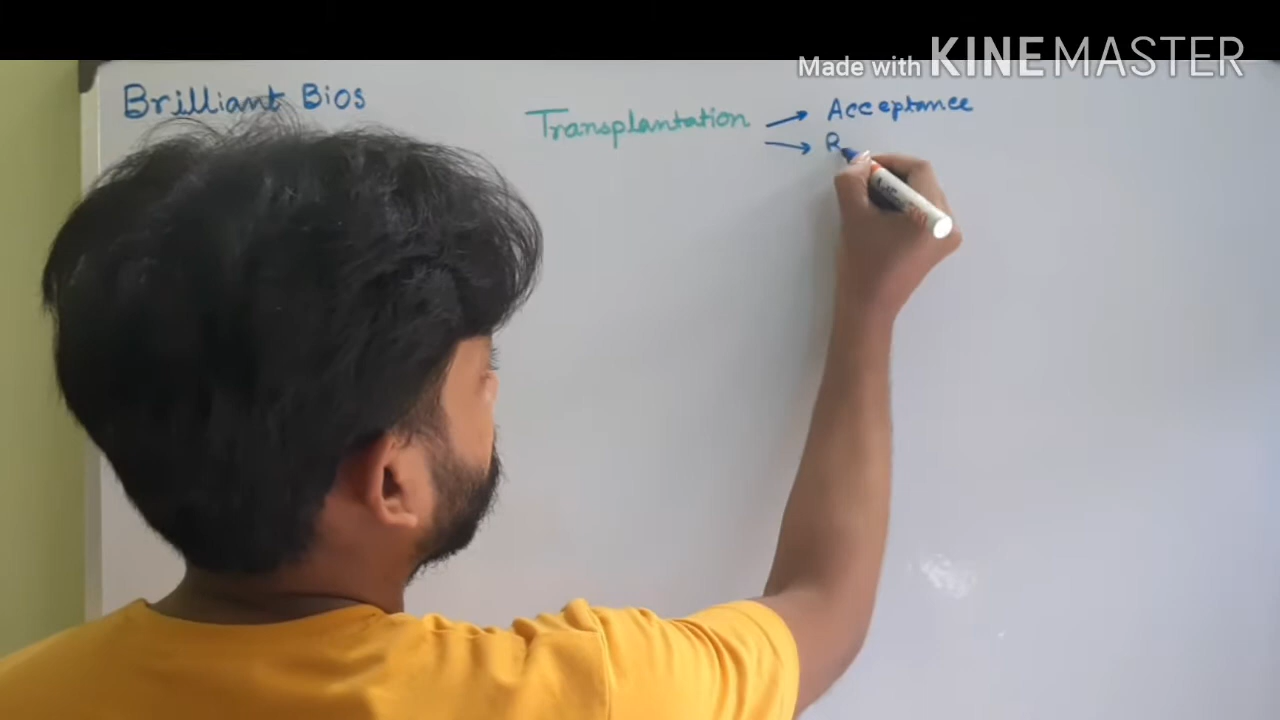 Made with KINEMASTER
Brilliant Bios
Transplantation → Acceptance
→ R